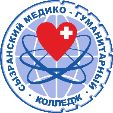 СЫЗРАНСКИЙ МЕДИКО-ГУМАНИТАРНЫЙ
КОЛЛЕДЖ